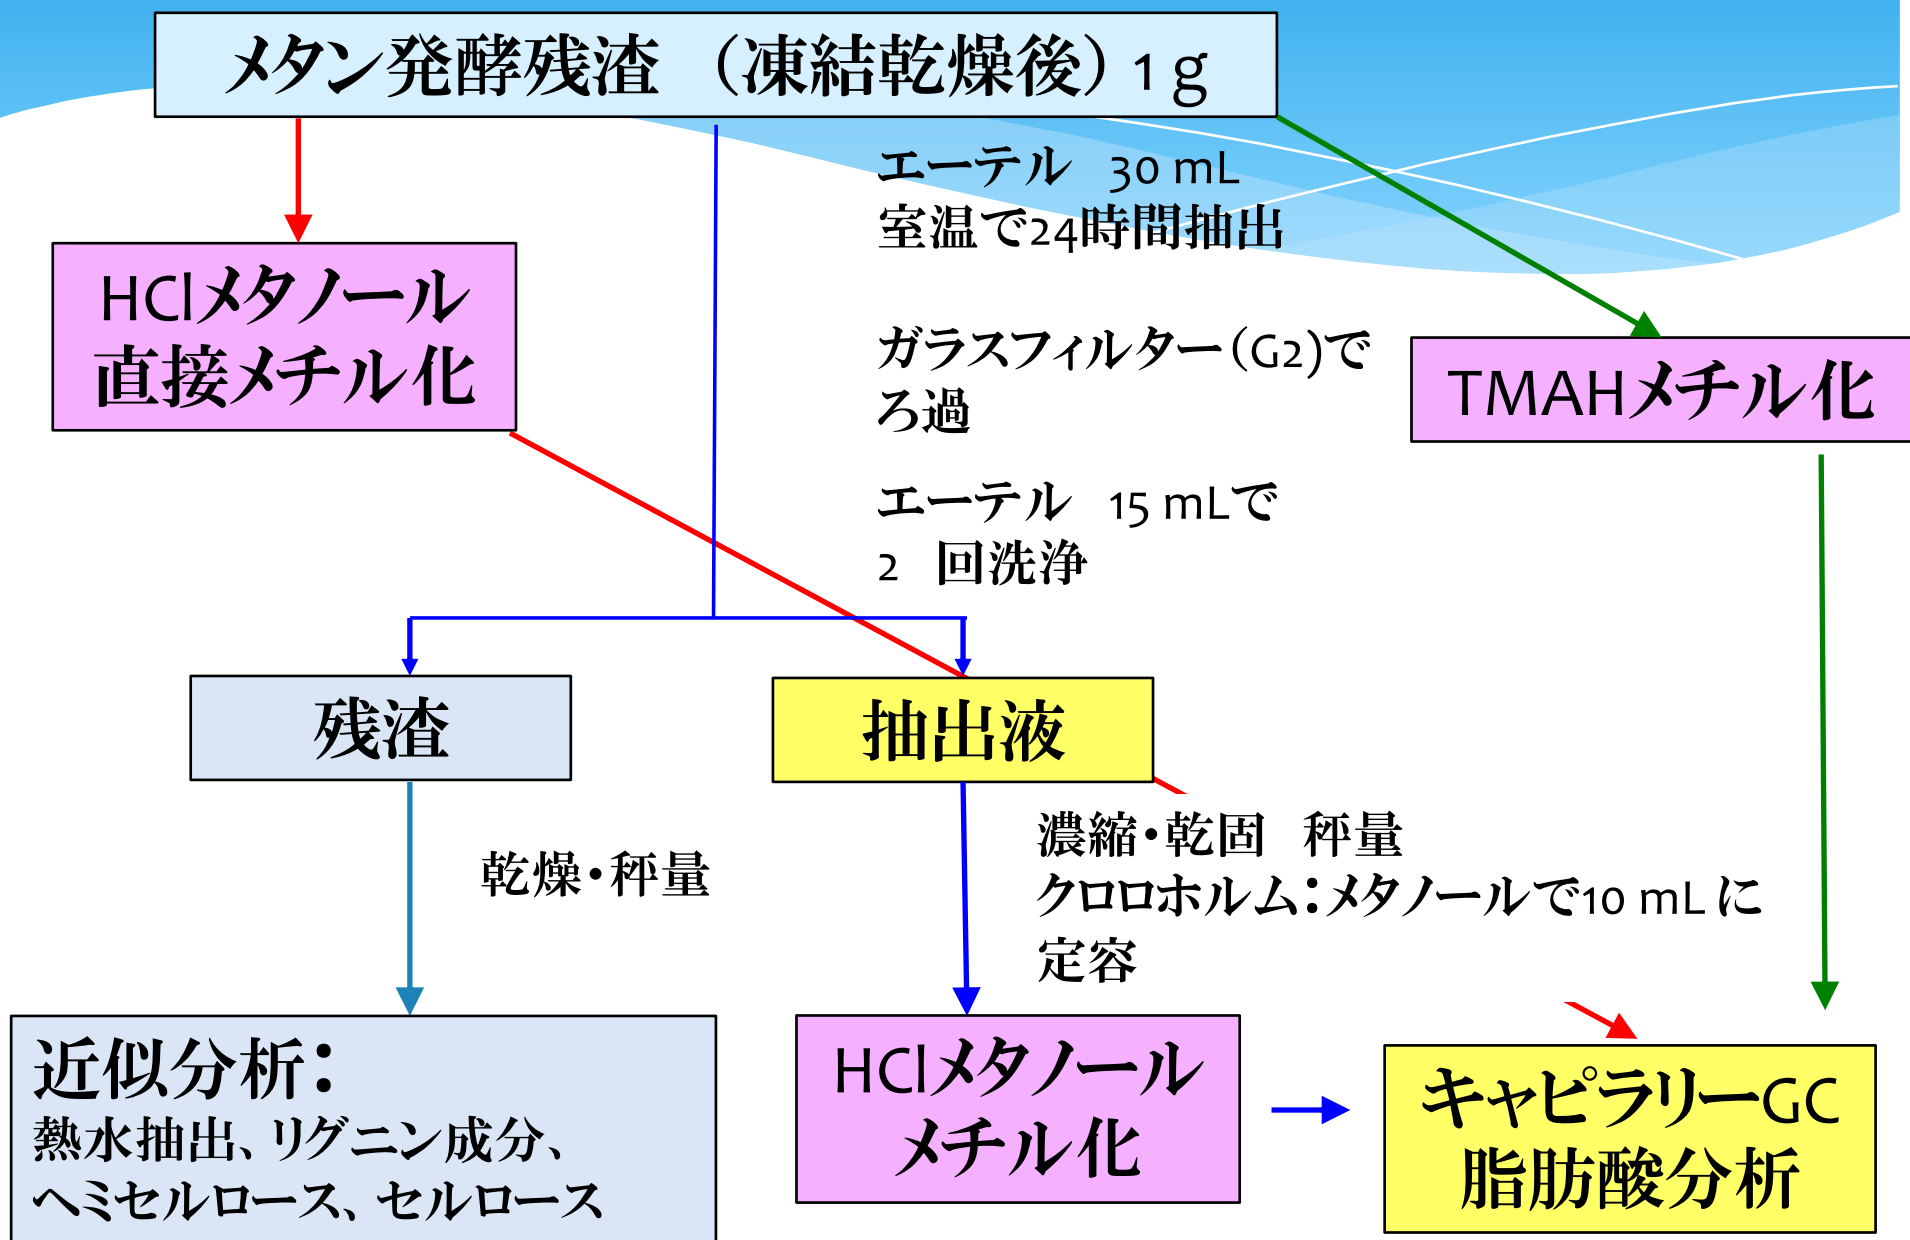 メタン発酵残渣 （凍結乾燥後）1 g
エーテル 30 mL
室温で24時間抽出
HClメタノール
直接メチル化
ガラスフィルター（G2)で
ろ過
TMAHメチル化
エーテル 15 mLで
2 回洗浄
残渣
抽出液
乾燥・秤量
濃縮・乾固 秤量
クロロホルム：メタノールで10 mL に
定容
近似分析：
熱水抽出、リグニン成分、
ヘミセルロース、セルロース
HClメタノール
メチル化
キャピラリーGC
脂肪酸分析